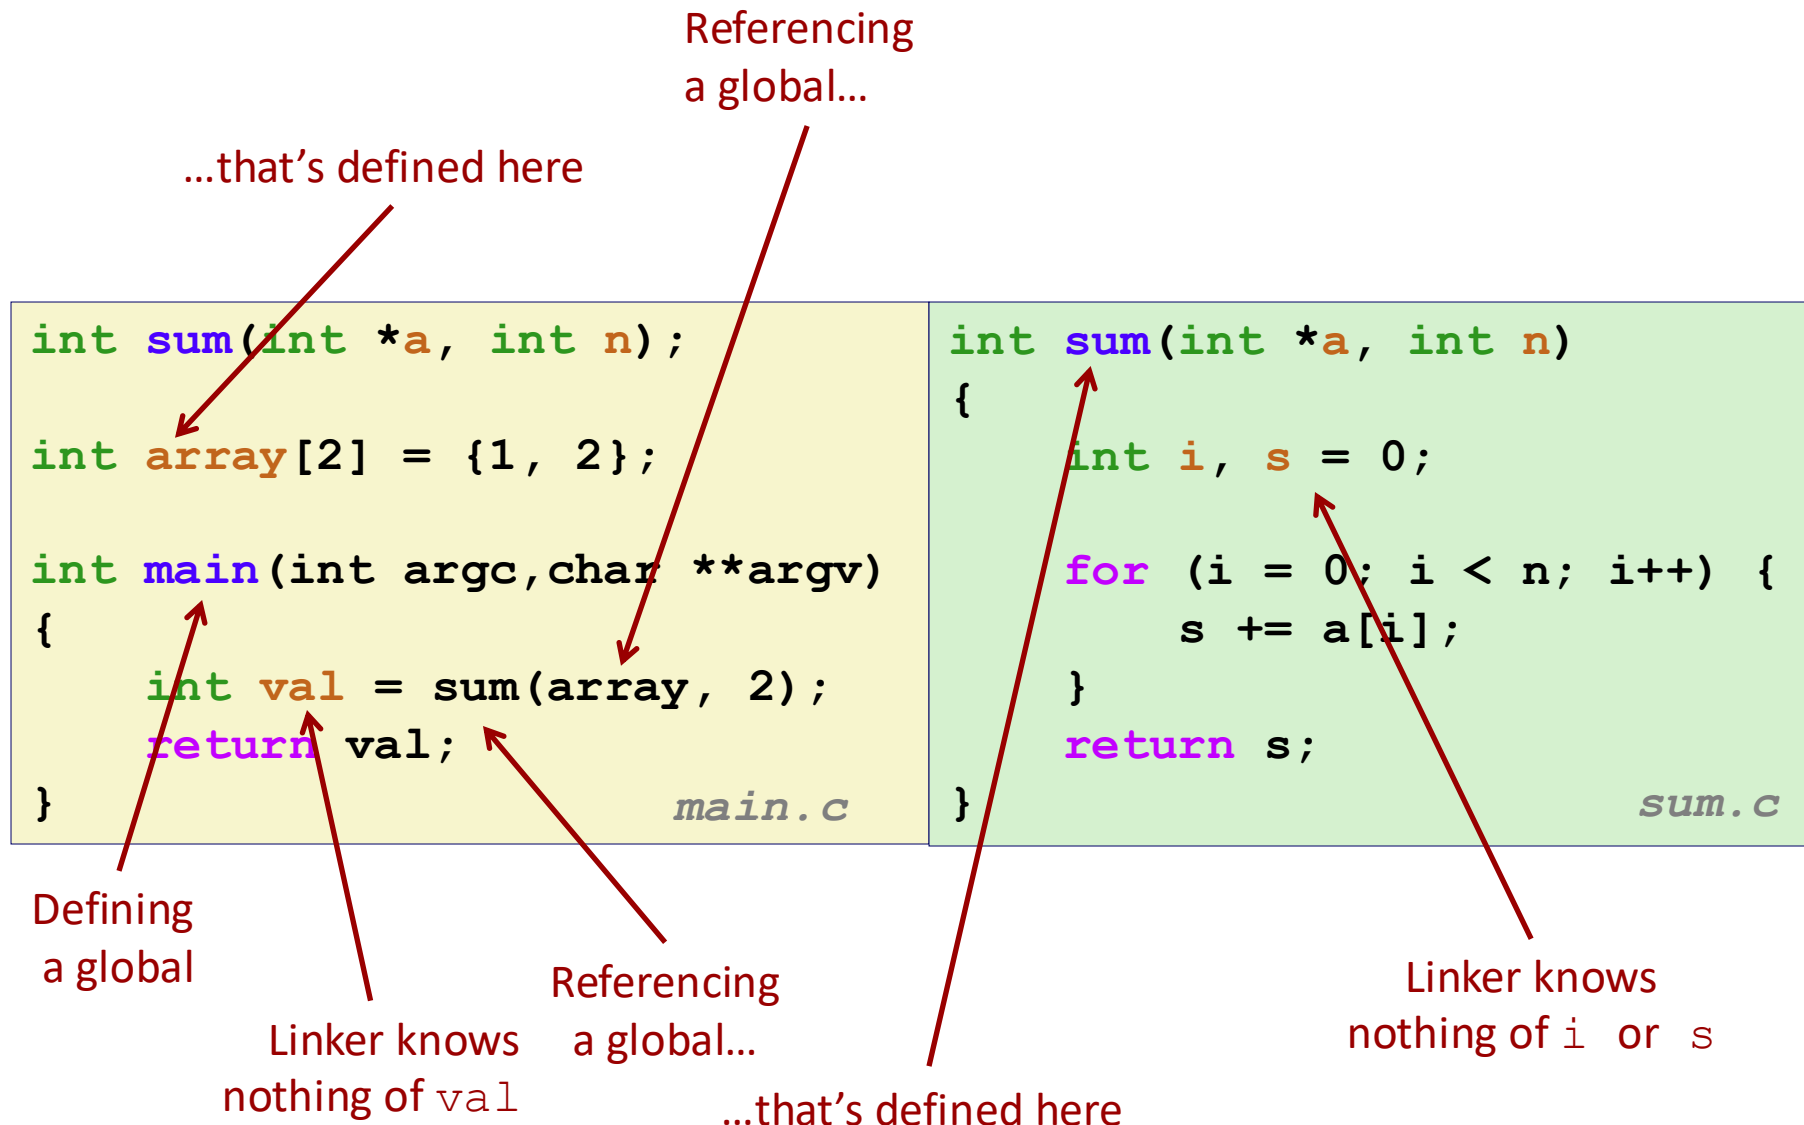 Referencing
a global…
…that’s defined here
int sum(int *a, int n);
int array[2] = {1, 2};
int main(int argc,char **argv)
{
    int val = sum(array, 2);
    return val;
}
main.c
int sum(int *a, int n)
{
    int i, s = 0;
    for (i = 0; i < n; i++) {
        s += a[i];
    }
    return s;
}
sum.c
Defining
a global
Linker knows
nothing of val
Referencing
a global…
…that’s defined here
Linker knows
nothing of i or s